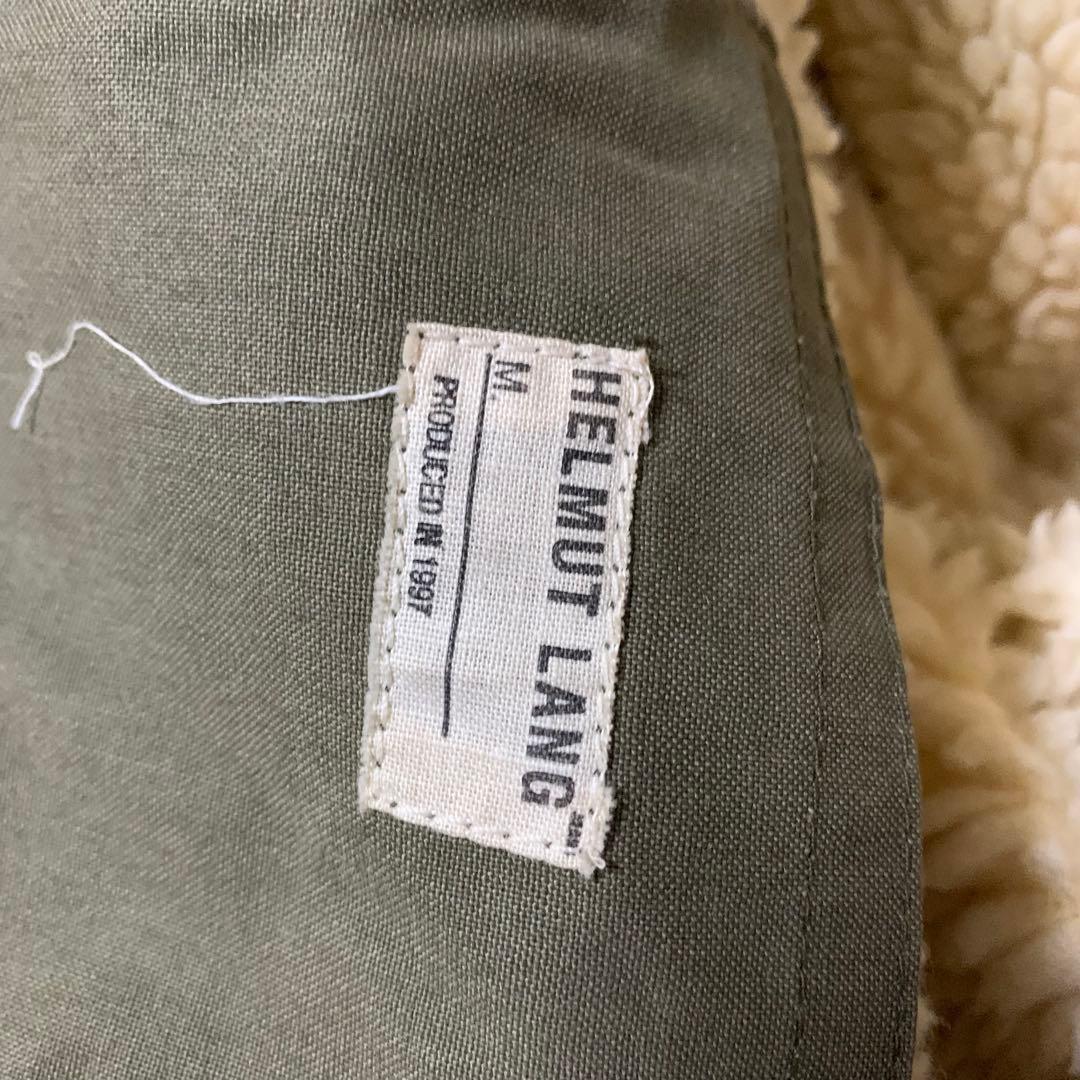 HELMUT LANG
M.
PRODUCED IN 1997